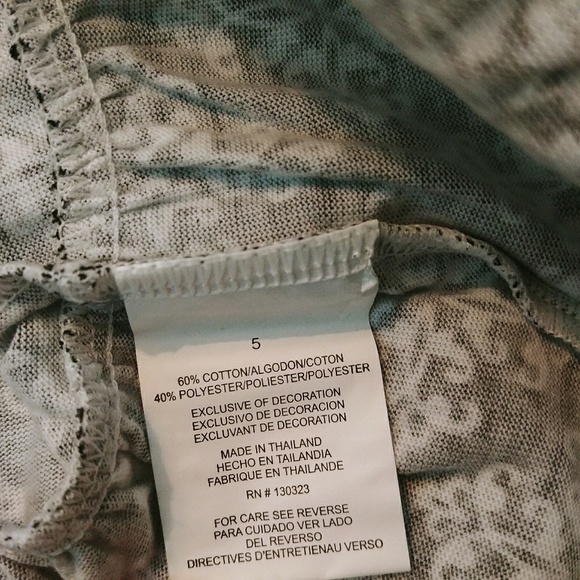 5
60% COTTON/ALGODON/COTON
40% POLYESTER/POLIESTER/POLYESTER
EXCLUSIVE OF DECORATION
EXCLUSIVO DE DECORACION
EXCLUVANT DE DECORATION
MADE IN THAILAND
HECHO EN TAILANDIA
FABRIQUE EN THAILANDE
RN # 130323
FOR CARE SEE REVERSE
PARA CUIDADO VER LADO
DEL REVERSO
DIRECTIVES D'ENTRETIENAU VERSO